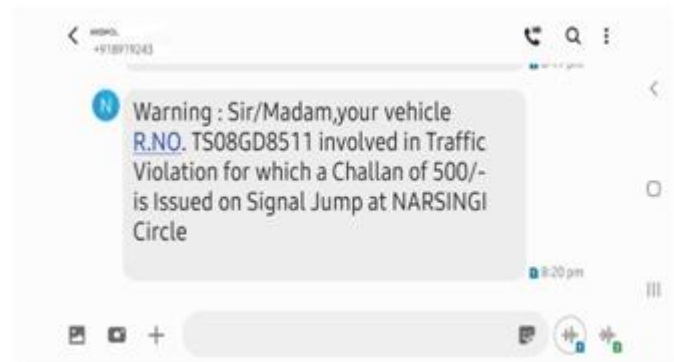 +918919243
N
Warning : Sir/Madam,your vehicle
R.NO. TS08GD8511 involved in Traffic
Violation for which a Challan of 500/-
is Issued on Signal Jump at NARSINGI
Circle
8:20 pm